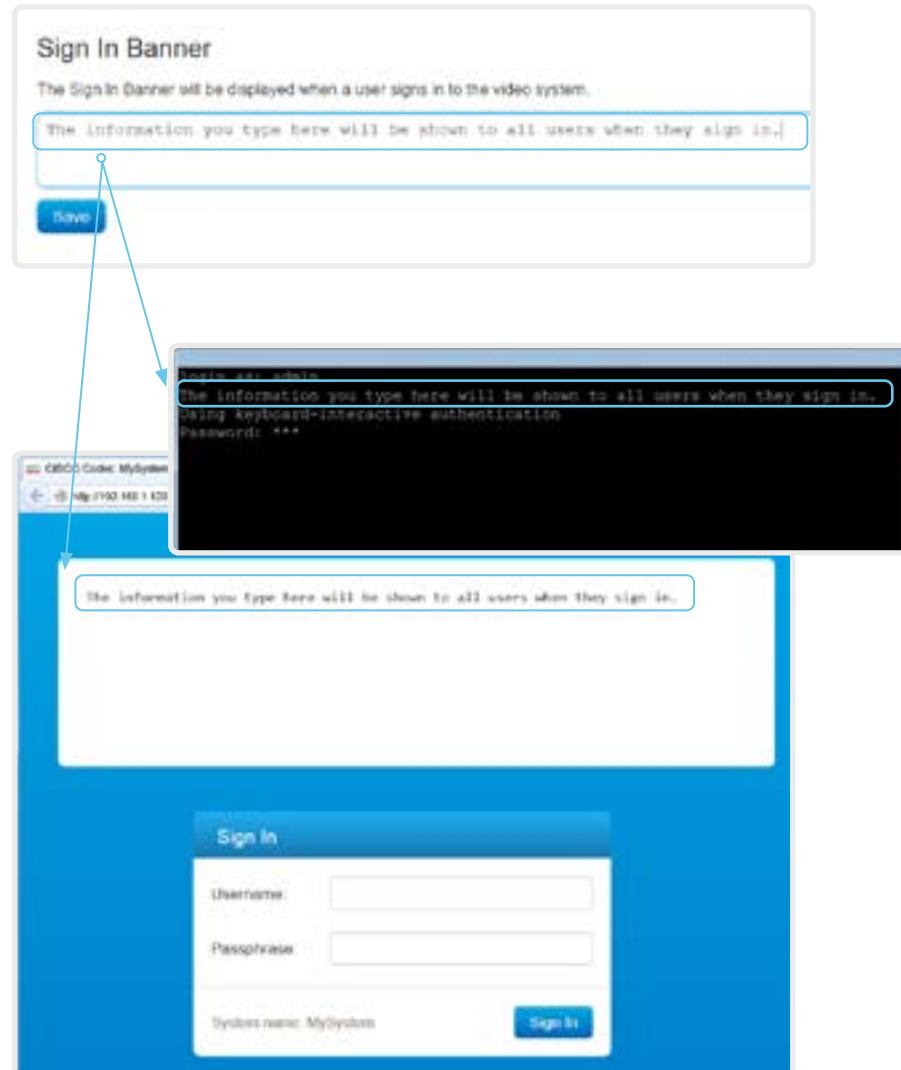 Sign In Banner
The Sign In Banner will be displayed when a user signs in to the video system.
The information you type here will be shown to all users when they sign in.
Save
login as: admin
The information you type here will be shown to all users when they sign in.
Using keyboard-interactive authentication
Password: ***
CISCO Codec: MySystem
The information you type here will be shown to all users when they sign in.
Sign In
Username:
Passphrase:
System name: MySystem
Sign In